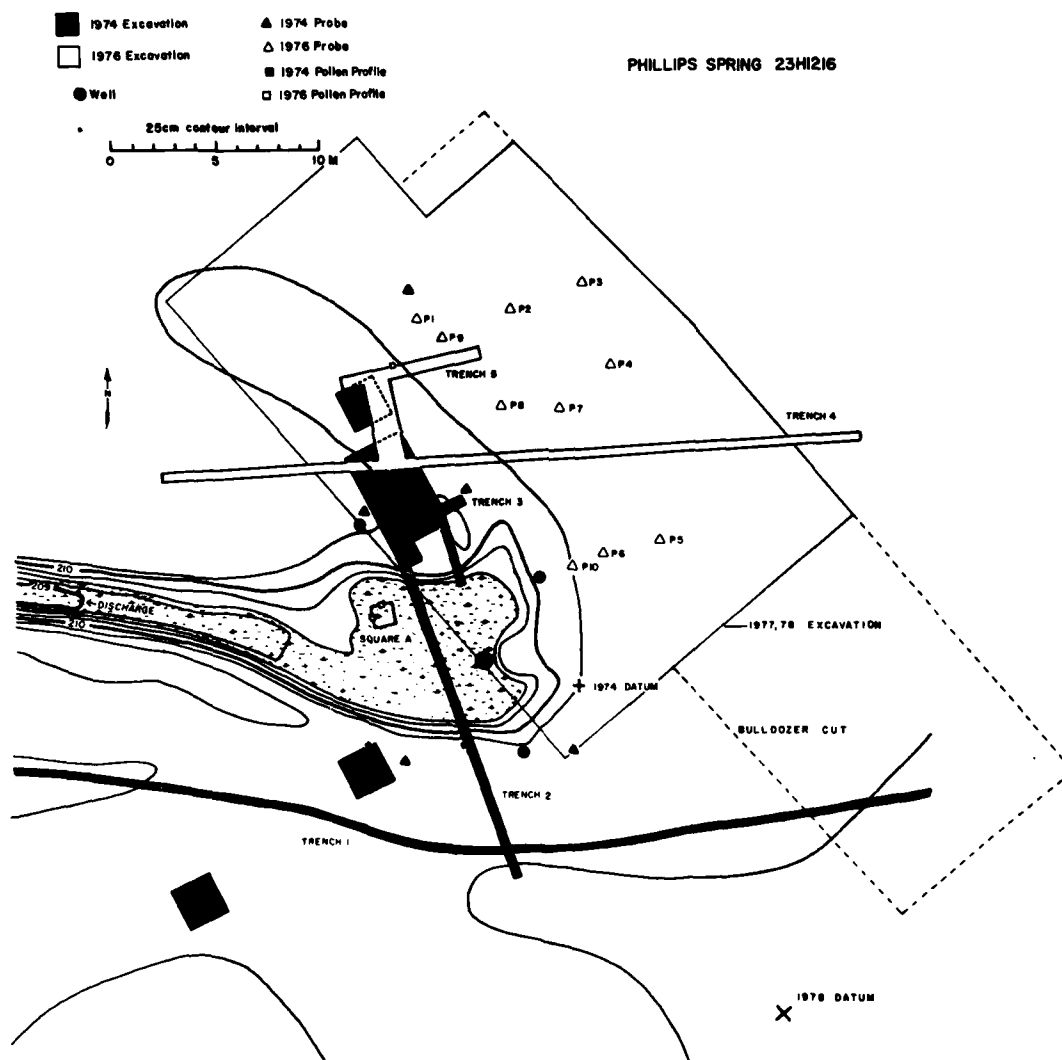 1974 Excavation
1976 Excavation
Well
1974 Probe
1976 Probe
1974 Pollen Profile
1976 Pollen Profile
25cm contour interval
0 5 10 M
PHILLIPS SPRING 23HI216
N
P3
P2
P1
P9
P4
TRENCH 5
P8
P7
TRENCH 4
TRENCH 3
P5
P6
P10
210
209
DISCHARGE
210
SQUARE A
1977, 78 EXCAVATION
1974 DATUM
BULLDOZER CUT
TRENCH 2
TRENCH 1
1978 DATUM